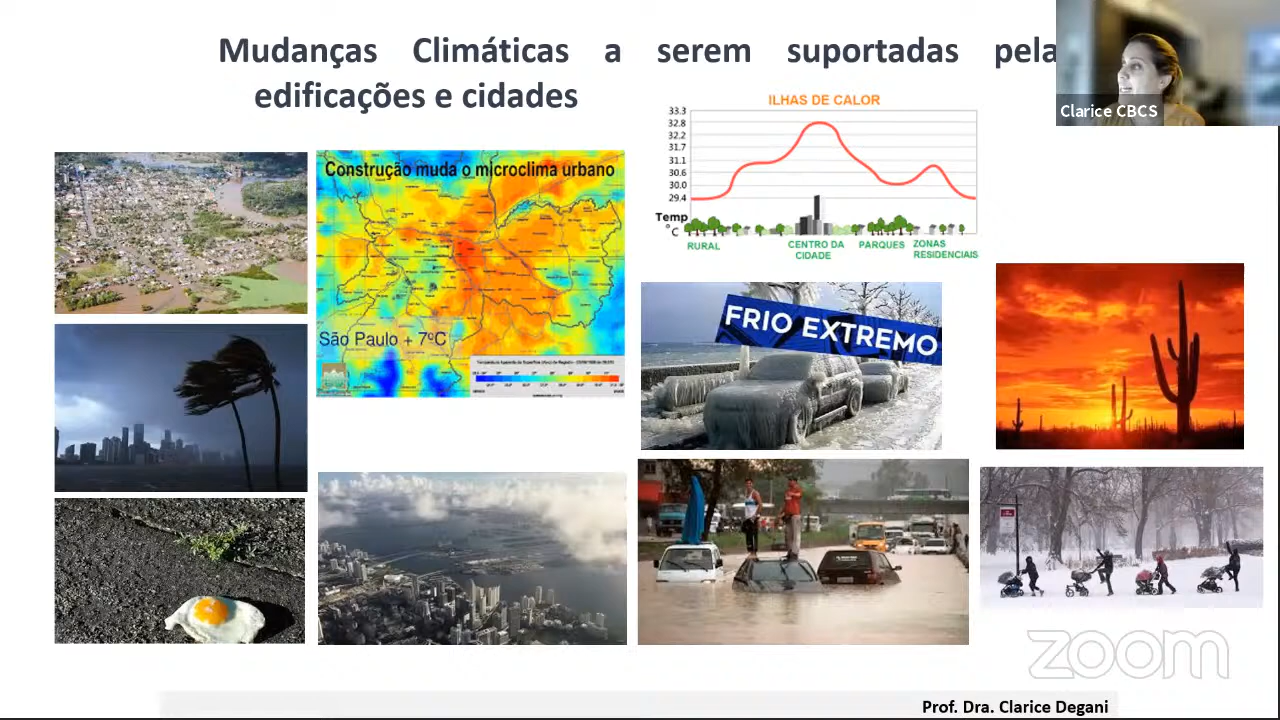 Mudanças Climáticas a serem suportadas pela
edificações e cidades
Clarice CBCS
ILHAS DE CALOR
33.3
32.8
32.2
31.7
31.1
30.6
30.0
29.4
Temp
°C
RURAL
CENTRO DA
CIDADE
PARQUES
ZONAS
RESIDENCIAIS
Construção muda o microclima urbano
São Paulo + 7ºC
FRIO EXTREMO
zoom
Prof. Dra. Clarice Degani